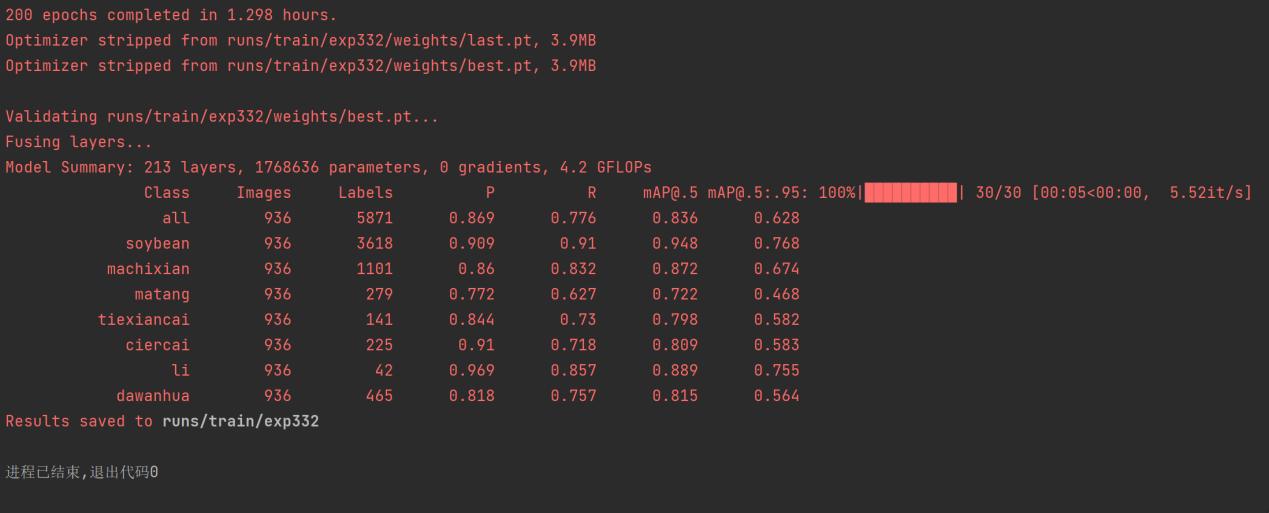 200 epochs completed in 1.298 hours.
Optimizer stripped from runs/train/exp332/weights/last.pt, 3.9MB
Optimizer stripped from runs/train/exp332/weights/best.pt, 3.9MB
Validating runs/train/exp332/weights/best.pt...
Fusing layers...
Model Summary: 213 layers, 1768636 parameters, 0 gradients, 4.2 GFLOPs
Class Images Labels P R mAP@.5 mAP@.5:.95: 100%|██████████| 30/30 [00:05<00:00, 5.52it/s]
all 936 5871 0.869 0.776 0.836 0.628
soybean 936 3618 0.909 0.91 0.948 0.768
machixian 936 1101 0.86 0.832 0.872 0.674
matang 936 279 0.772 0.627 0.722 0.468
tiexiancai 936 141 0.844 0.73 0.798 0.582
ciercai 936 225 0.91 0.718 0.809 0.583
li 936 42 0.969 0.857 0.889 0.755
dawanhua 936 465 0.818 0.757 0.815 0.564
Results saved to runs/train/exp332
进程已结束,退出代码0